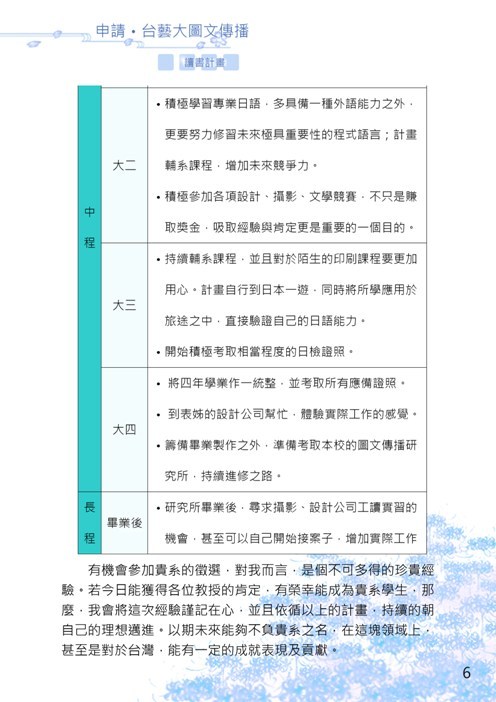 申請・台藝大圖文傳播
讀書計畫
中程
大二
• 積極學習專業日語，多具備一種外語能力之外，
更要努力修習未來極具重要性的程式語言；計畫
輔系課程，增加未來競爭力。
• 積極參加各項設計、攝影、文學競賽，不只是賺
取獎金，吸取經驗與肯定更是重要的一個目的。
大三
• 持續輔系課程，並且對於陌生的印刷課程要更加
用心。計畫自行到日本一遊，同時將所學應用於
旅途之中，直接驗證自己的日語能力。
• 開始積極考取相當程度的日檢證照。
大四
• 將四年學業作一統整，並考取所有應備證照。
• 到表姊的設計公司幫忙，體驗實際工作的感覺。
• 籌備畢業製作之外，準備考取本校的圖文傳播研
究所，持續進修之路。
長程
畢業後
• 研究所畢業後，尋求攝影、設計公司工讀實習的
機會，甚至可以自己開始接案子，增加實際工作
有機會參加貴系的徵選，對我而言，是個不可多得的珍貴經
驗。若今日能獲得各位教授的肯定，有榮幸能成為貴系學生，那
麼，我會將這次經驗謹記在心，並且依循以上的計畫，持續的朝
自己的理想邁進。以期未來能夠不負貴系之名，在這塊領域上，
甚至是對於台灣，能有一定的成就表現及貢獻。
6